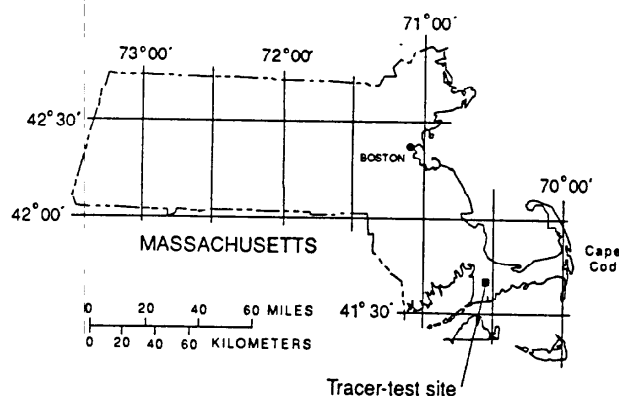 71°00'
73°00'
72°00'
42°30'
BOSTON
70°00'
42°00'
MASSACHUSETTS
Cape
Cod
0 20 40 60 MILES
41°30'
0 20 40 60 KILOMETERS
Tracer-test site